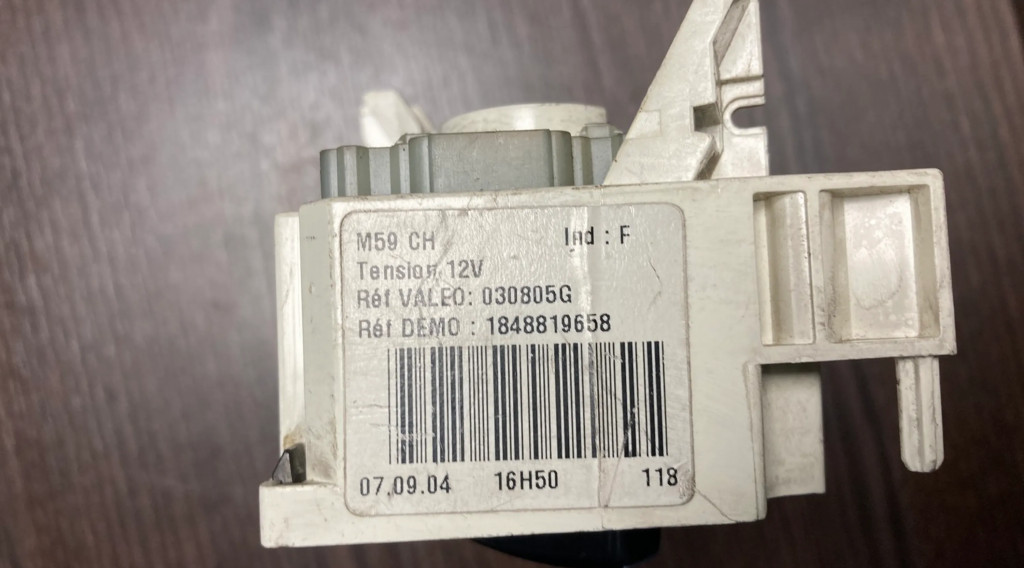 M59 CH Ind : F
Tension 12V
Réf VALEO: 030805G
Réf DEMO : 1848819658
07.09.04 16H50 118